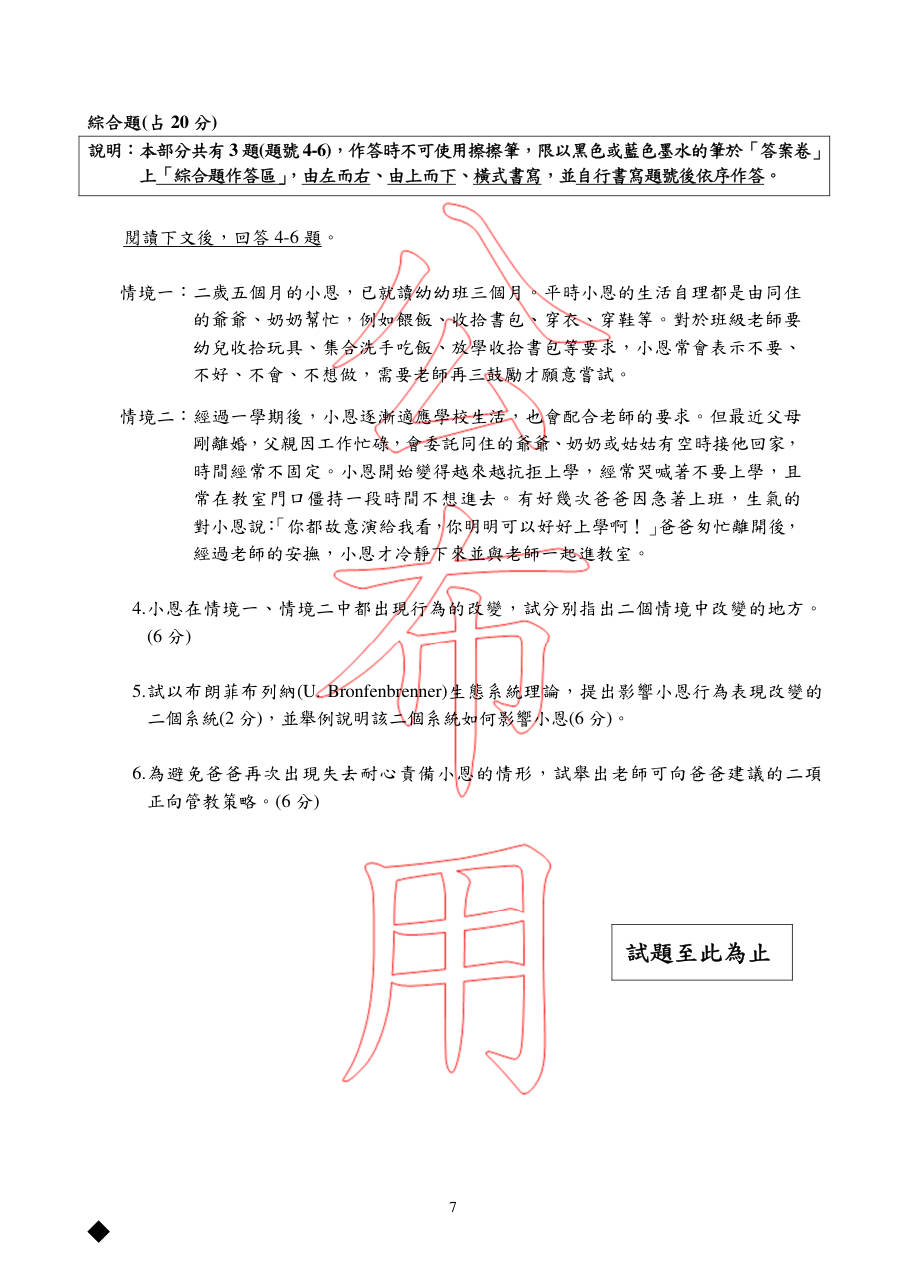 綜合題(占 20 分)
說明：本部分共有 3 題(題號 4-6)，作答時不可使用擦擦筆，限以黑色或藍色墨水的筆於「答案卷」
上「綜合題作答區」，由左而右、由上而下、橫式書寫，並自行書寫題號後依序作答。
閱讀下文後，回答 4-6 題。
情境一：二歲五個月的小恩，已就讀幼幼班三個月。平時小恩的生活自理都是由同住
的爺爺、奶奶幫忙，例如餵飯、收拾書包、穿衣、穿鞋等。對於班級老師要
幼兒收拾玩具、集合洗手吃飯、放學收拾書包等要求，小恩常會表示不要、
不好、不會、不想做，需要老師再三鼓勵才願意嘗試。
情境二：經過一學期後，小恩逐漸適應學校生活，也會配合老師的要求。但最近父母
剛離婚，父親因工作忙碌，會委託同住的爺爺、奶奶或姑姑有空時接他回家，
時間經常不固定。小恩開始變得越來越抗拒上學，經常哭喊著不要上學，且
常在教室門口僵持一段時間不想進去。有好幾次爸爸因急著上班，生氣的
對小恩說：「你都故意演給我看，你明明可以好好上學啊！」爸爸匆忙離開後，
經過老師的安撫，小恩才冷靜下來並與老師一起進教室。
4.小恩在情境一、情境二中都出現行為的改變，試分別指出二個情境中改變的地方。
(6 分)
5.試以布朗菲布列納(U. Bronfenbrenner)生態系統理論，提出影響小恩行為表現改變的
二個系統(2 分)，並舉例說明該二個系統如何影響小恩(6 分)。
6.為避免爸爸再次出現失去耐心責備小恩的情形，試舉出老師可向爸爸建議的二項
正向管教策略。(6 分)
公
布
用
試題至此為止
7